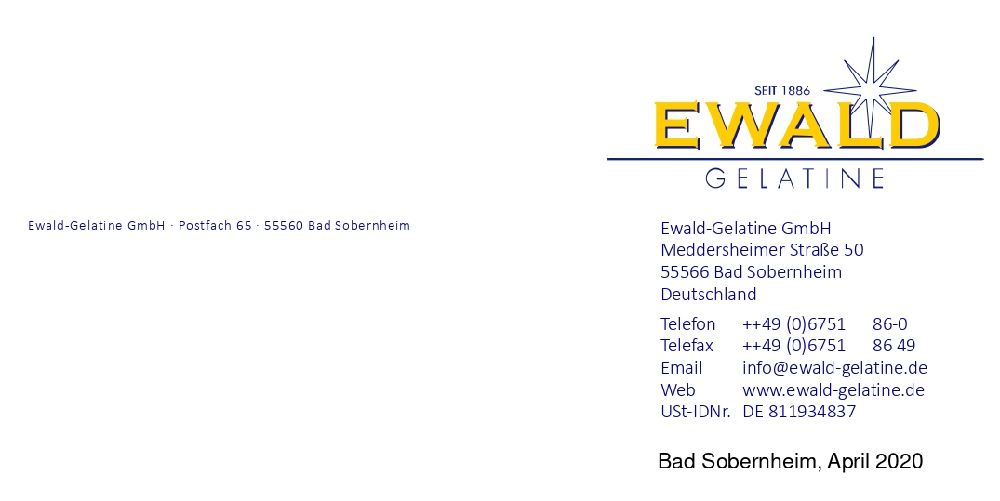 SEIT 1886
EWALD
GELATINE
Ewald-Gelatine GmbH · Postfach 65 · 55560 Bad Sobernheim
Ewald-Gelatine GmbH
Meddersheimer Straße 50
55566 Bad Sobernheim
Deutschland
Telefon ++49 (0)6751 86-0
Telefax ++49 (0)6751 86 49
Email info@ewald-gelatine.de
Web www.ewald-gelatine.de
USt-IDNr. DE 811934837
Bad Sobernheim, April 2020